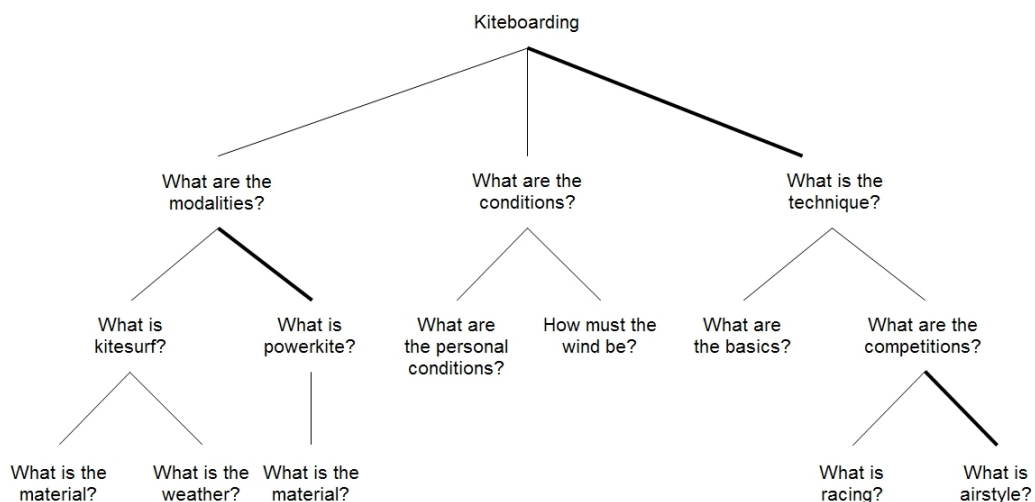 Kiteboarding
What are the
modalities?
What are the
conditions?
What is the
technique?
What is
kitesurf?
What is
powerkite?
What are
the personal
conditions?
How must the
wind be?
What are
the basics?
What are the
competitions?
What is the
material?
What is the
weather?
What is the
material?
What is
racing?
What is
airstyle?